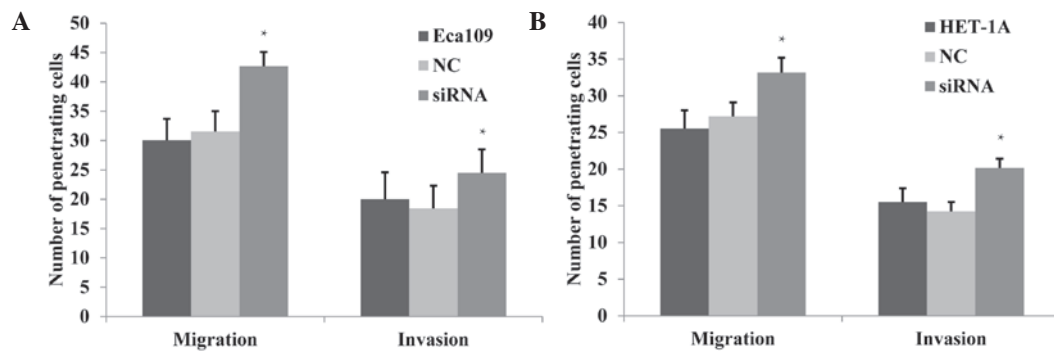 A
Number of penetrating cells
50
45
40
35
30
25
20
15
10
5
0
*
*
Eca109
NC
siRNA
Migration
Invasion
B
Number of penetrating cells
40
35
30
25
20
15
10
5
0
*
*
HET-1A
NC
siRNA
Migration
Invasion